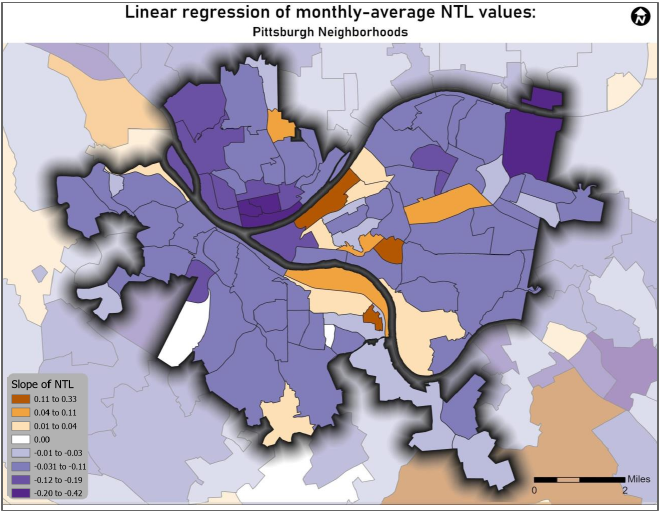 Linear regression of monthly-average NTL values:
Pittsburgh Neighborhoods
N
Slope of NTL
0.11 to 0.33
0.04 to 0.11
0.01 to 0.04
0.00
-0.01 to -0.03
-0.031 to -0.11
-0.12 to -0.19
-0.20 to -0.42
Miles
0 2